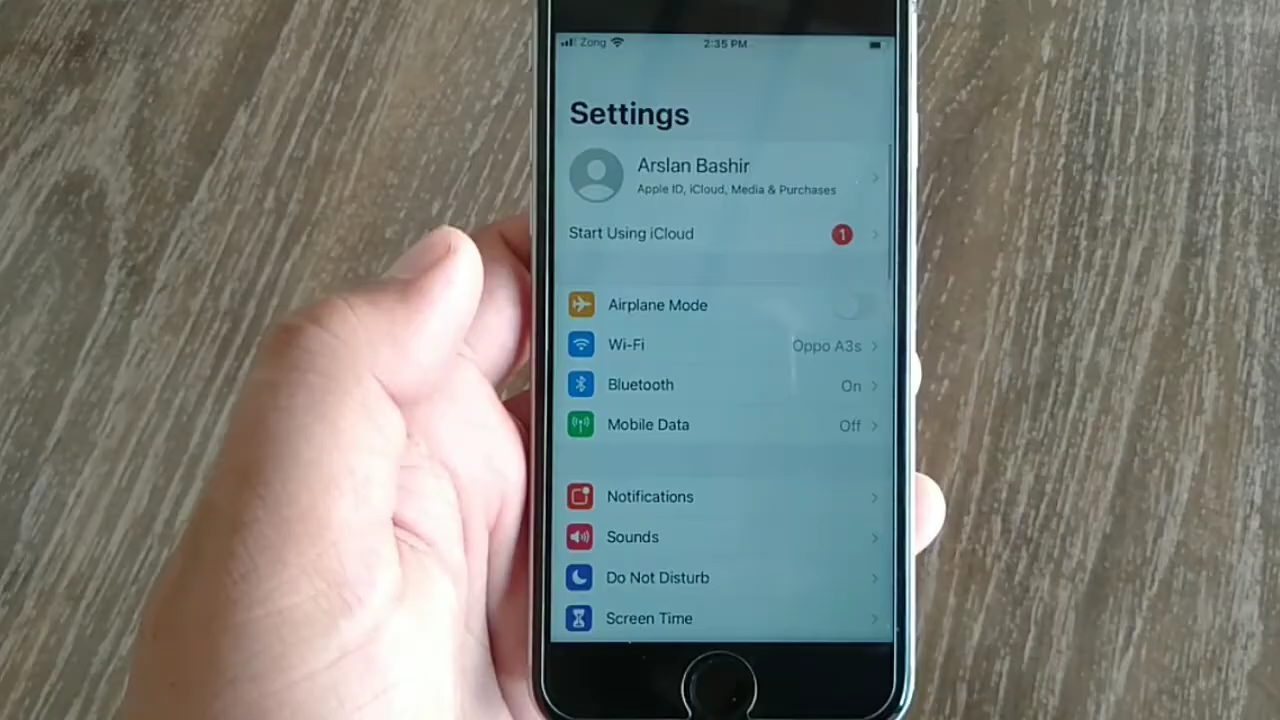 Zong 2:35 PM
Settings
Arslan Bashir
Apple ID, iCloud, Media & Purchases
Start Using iCloud 1
Airplane Mode
Wi-Fi Oppo A3s
Bluetooth On
Mobile Data Off
Notifications
Sounds
Do Not Disturb
Screen Time